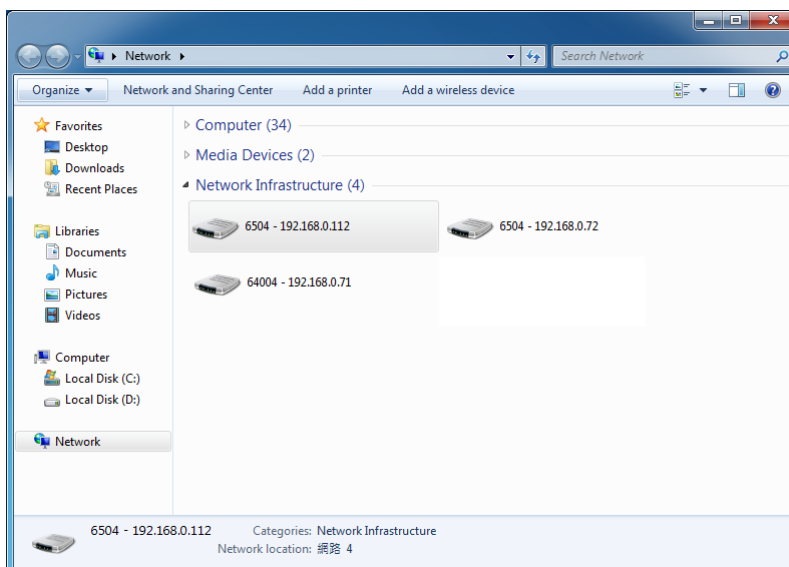 Network
Search Network
Organize
Network and Sharing Center
Add a printer
Add a wireless device
Favorites
Desktop
Downloads
Recent Places
Libraries
Documents
Music
Pictures
Videos
Computer
Local Disk (C:)
Local Disk (D:)
Network
Computer (34)
Media Devices (2)
Network Infrastructure (4)
6504 - 192.168.0.112
6504 - 192.168.0.72
64004 - 192.168.0.71
6504 - 192.168.0.112
Categories: Network Infrastructure
Network location: 網路 4